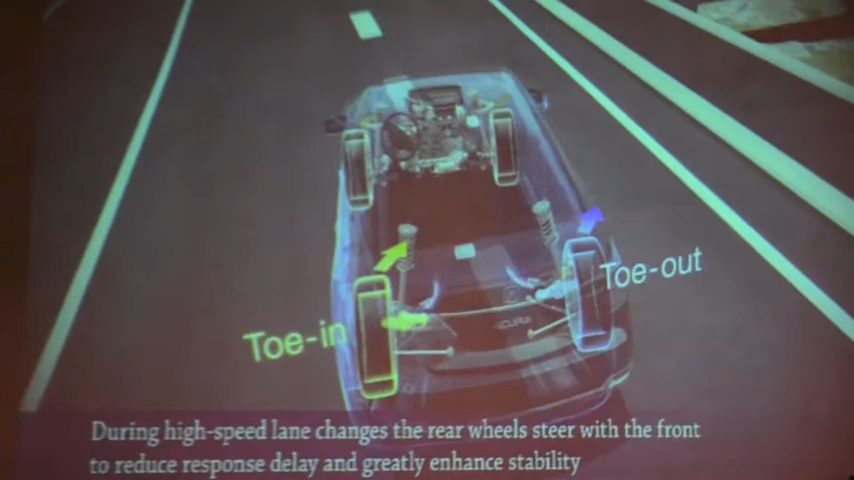 Toe-out
Toe-in
ACURA
During high-speed lane changes the rear wheels steer with the front
to reduce response delay and greatly enhance stability